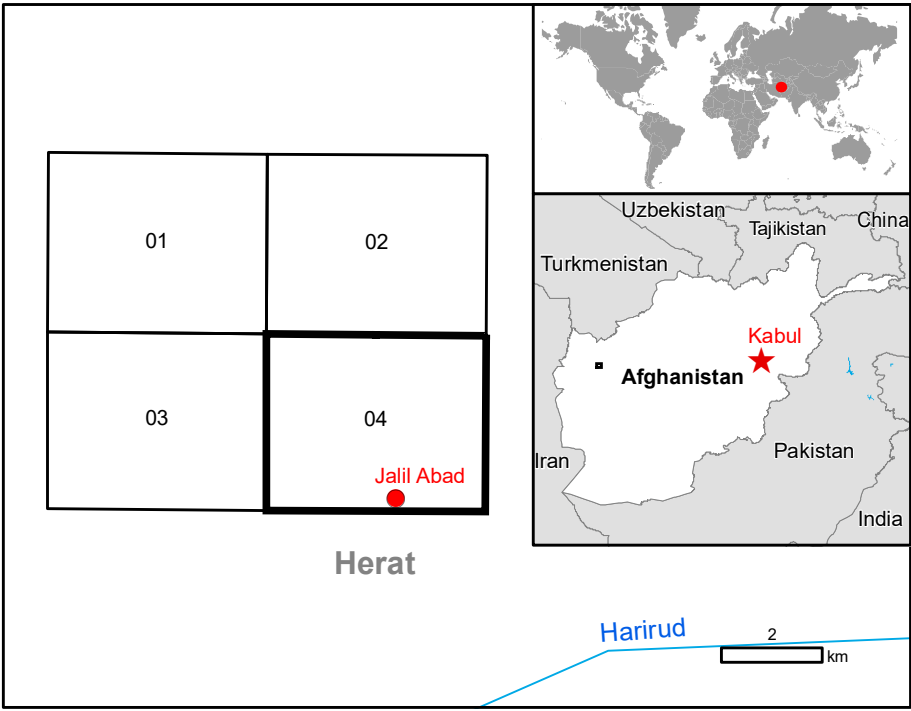 01
02
03
04
Jalil Abad
Herat
Harirud
2
km
Uzbekistan
Tajikistan
China
Turkmenistan
Kabul
Afghanistan
Iran
Pakistan
India